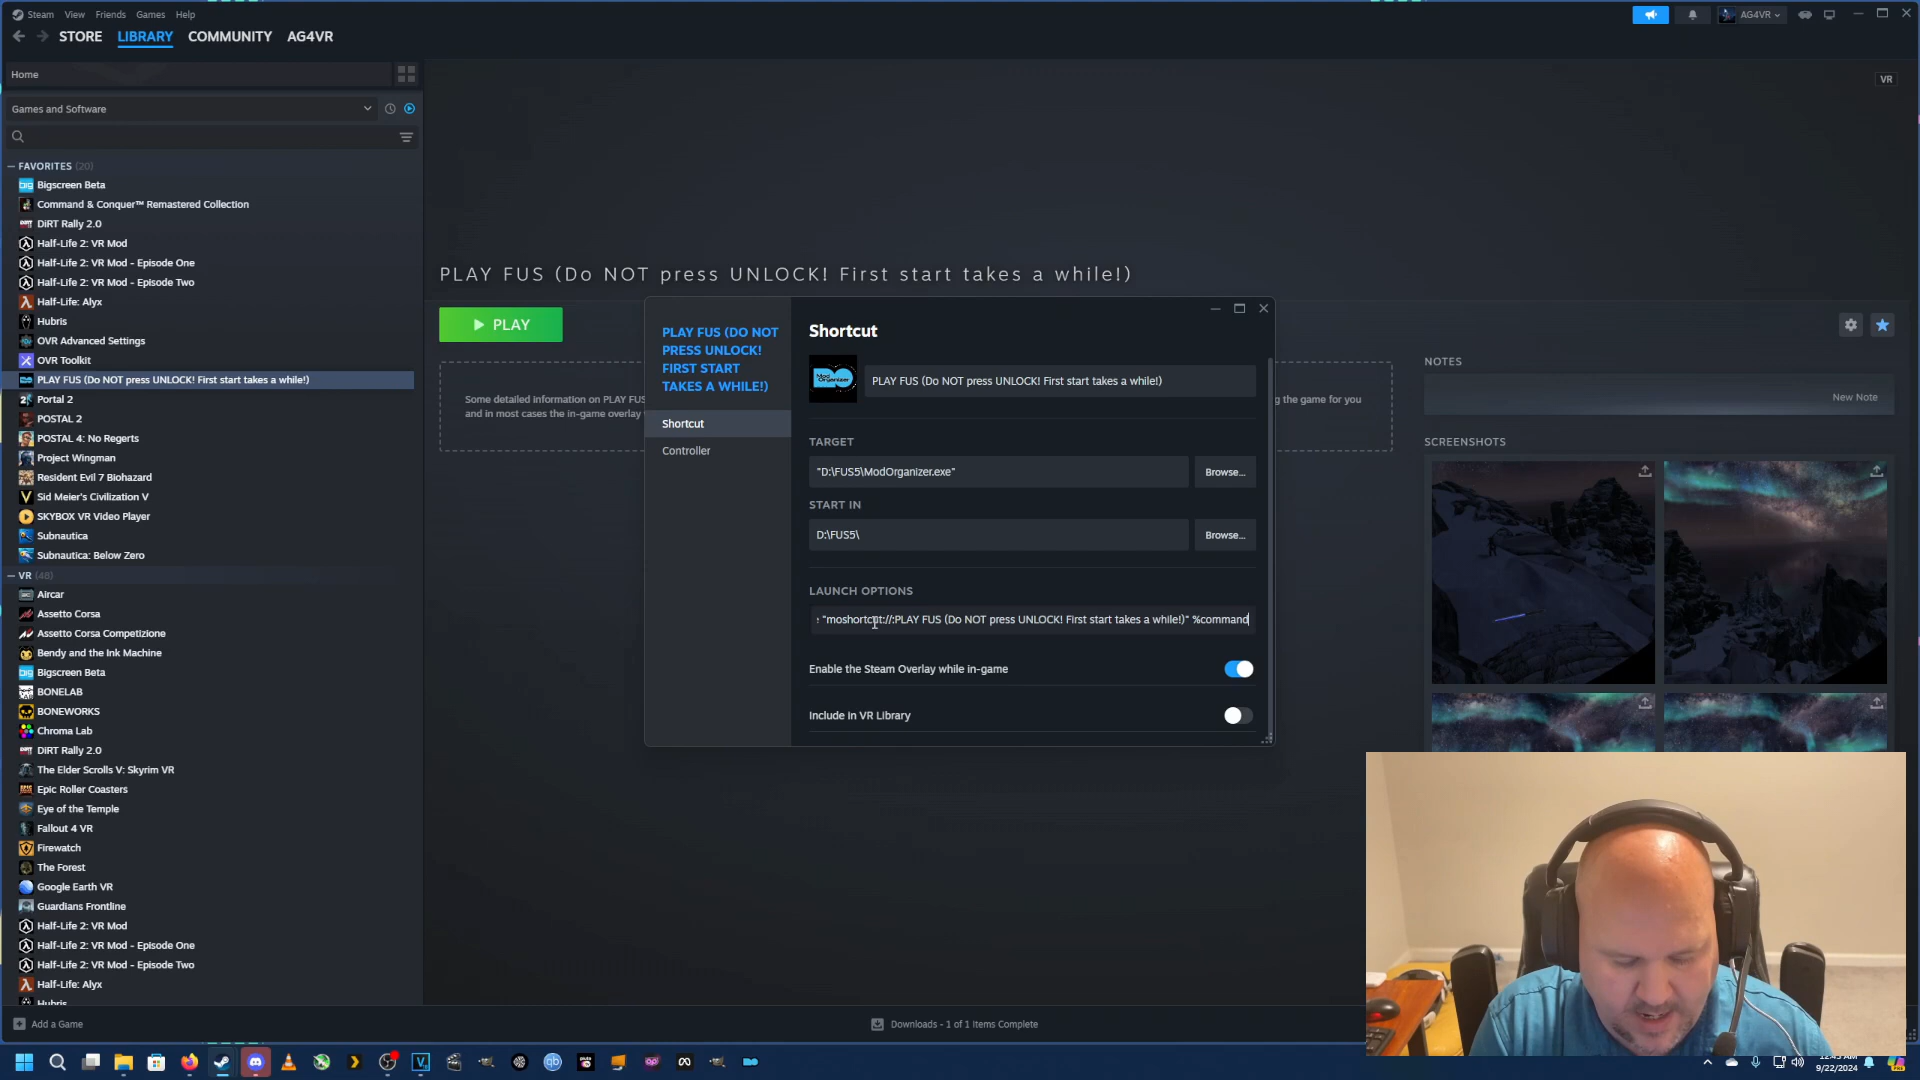 Steam View Friends Games Help
AG4VR
STORE LIBRARY COMMUNITY AG4VR
Home
VR
Games and Software
FAVORITES (20)
Bigscreen Beta
Command & Conquer™ Remastered Collection
DiRT Rally 2.0
Half-Life 2: VR Mod
Half-Life 2: VR Mod - Episode One
Half-Life 2: VR Mod - Episode Two
Half-Life: Alyx
Hubris
OVR Advanced Settings
OVR Toolkit
PLAY FUS (Do NOT press UNLOCK! First start takes a while!)
Portal 2
POSTAL 2
POSTAL 4: No Regerts
Project Wingman
Resident Evil 7 Biohazard
Sid Meier's Civilization V
SKYBOX VR Video Player
Subnautica
Subnautica: Below Zero
VR (48)
Aircar
Assetto Corsa
Assetto Corsa Competizione
Bendy and the Ink Machine
Bigscreen Beta
BONELAB
BONEWORKS
Chroma Lab
DiRT Rally 2.0
The Elder Scrolls V: Skyrim VR
Epic Roller Coasters
Eye of the Temple
Fallout 4 VR
Firewatch
The Forest
Google Earth VR
Guardians Frontline
Half-Life 2: VR Mod
Half-Life 2: VR Mod - Episode One
Half-Life 2: VR Mod - Episode Two
Half-Life: Alyx
Hubris
Add a Game
PLAY FUS (Do NOT press UNLOCK! First start takes a while!)
PLAY
Some detailed information on PLAY FUS
and in most cases the in-game overlay
g the game for you
PLAY FUS (DO NOT
PRESS UNLOCK!
FIRST START
TAKES A WHILE!)
Shortcut
Controller
Shortcut
Mod
Organizer
PLAY FUS (Do NOT press UNLOCK! First start takes a while!)
TARGET
"D:\FUS5\ModOrganizer.exe"
Browse...
START IN
D:\FUS5\
Browse...
LAUNCH OPTIONS
"moshortcut://:PLAY FUS (Do NOT press UNLOCK! First start takes a while!)" %command
Enable the Steam Overlay while in-game
Include in VR Library
NOTES
New Note
SCREENSHOTS
Downloads - 1 of 1 Items Complete
9/22/2024